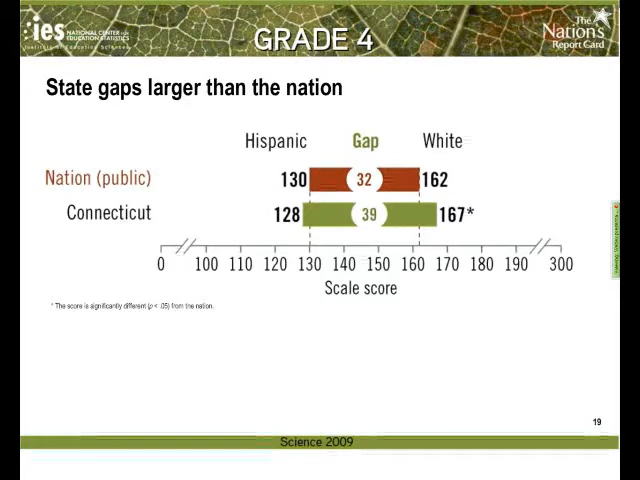 ies NATIONAL CENTER FOR
EDUCATION STATISTICS
Institute of Education Sciences
GRADE 4
The
Nation's
Report Card
State gaps larger than the nation
Hispanic Gap White
Nation (public) 130 32 162
Connecticut 128 39 167*
0 100 110 120 130 140 150 160 170 180 190 300
Scale score
* The score is significantly different (p < .05) from the nation.
19
Science 2009